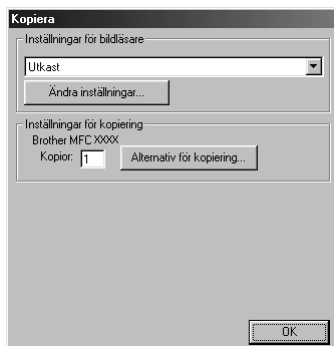 Kopiera
Inställningar för bildläsare
Utkast
Ändra inställningar...
Inställningar för kopiering
Brother MFC XXXX
Kopior: 1 Alternativ för kopiering...
OK